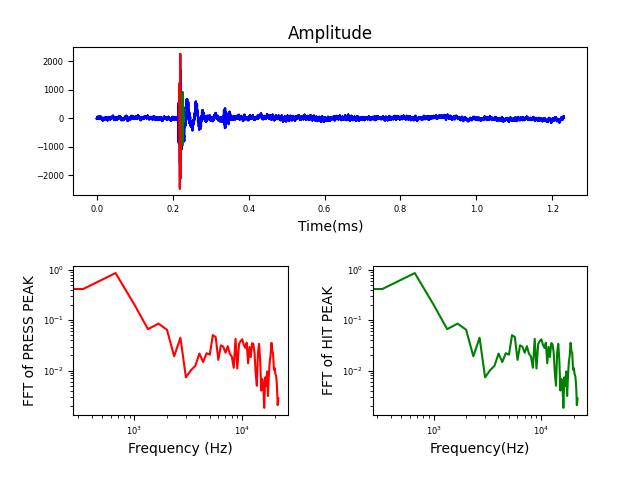 Amplitude
2000
1000
0
−1000
−2000
0.0 0.2 0.4 0.6 0.8 1.0 1.2
Time(ms)
FFT of PRESS PEAK
10⁰
10⁻¹
10⁻²
10³ 10⁴
Frequency (Hz)
FFT of HIT PEAK
10⁰
10⁻¹
10⁻²
10³ 10⁴
Frequency(Hz)